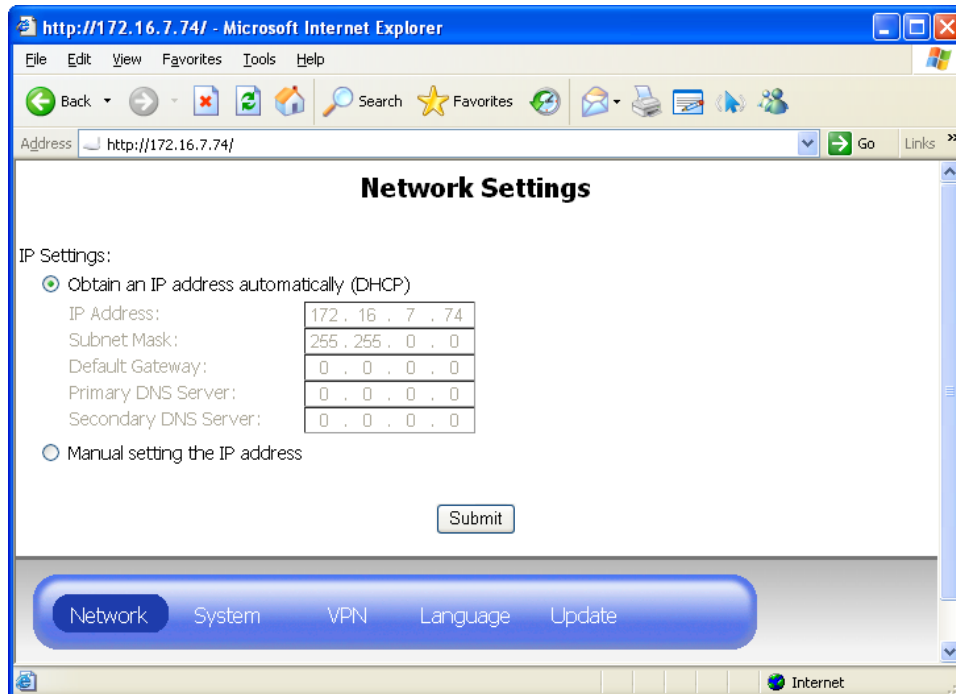 http://172.16.7.74/ - Microsoft Internet Explorer
File Edit View Favorites Tools Help
Back Search Favorites
Address http://172.16.7.74/ Go Links »
Network Settings
IP Settings:
Obtain an IP address automatically (DHCP)
IP Address: 172 . 16 . 7 . 74
Subnet Mask: 255 . 255 . 0 . 0
Default Gateway: 0 . 0 . 0 . 0
Primary DNS Server: 0 . 0 . 0 . 0
Secondary DNS Server: 0 . 0 . 0 . 0
Manual setting the IP address
Submit
Network System VPN Language Update
Internet